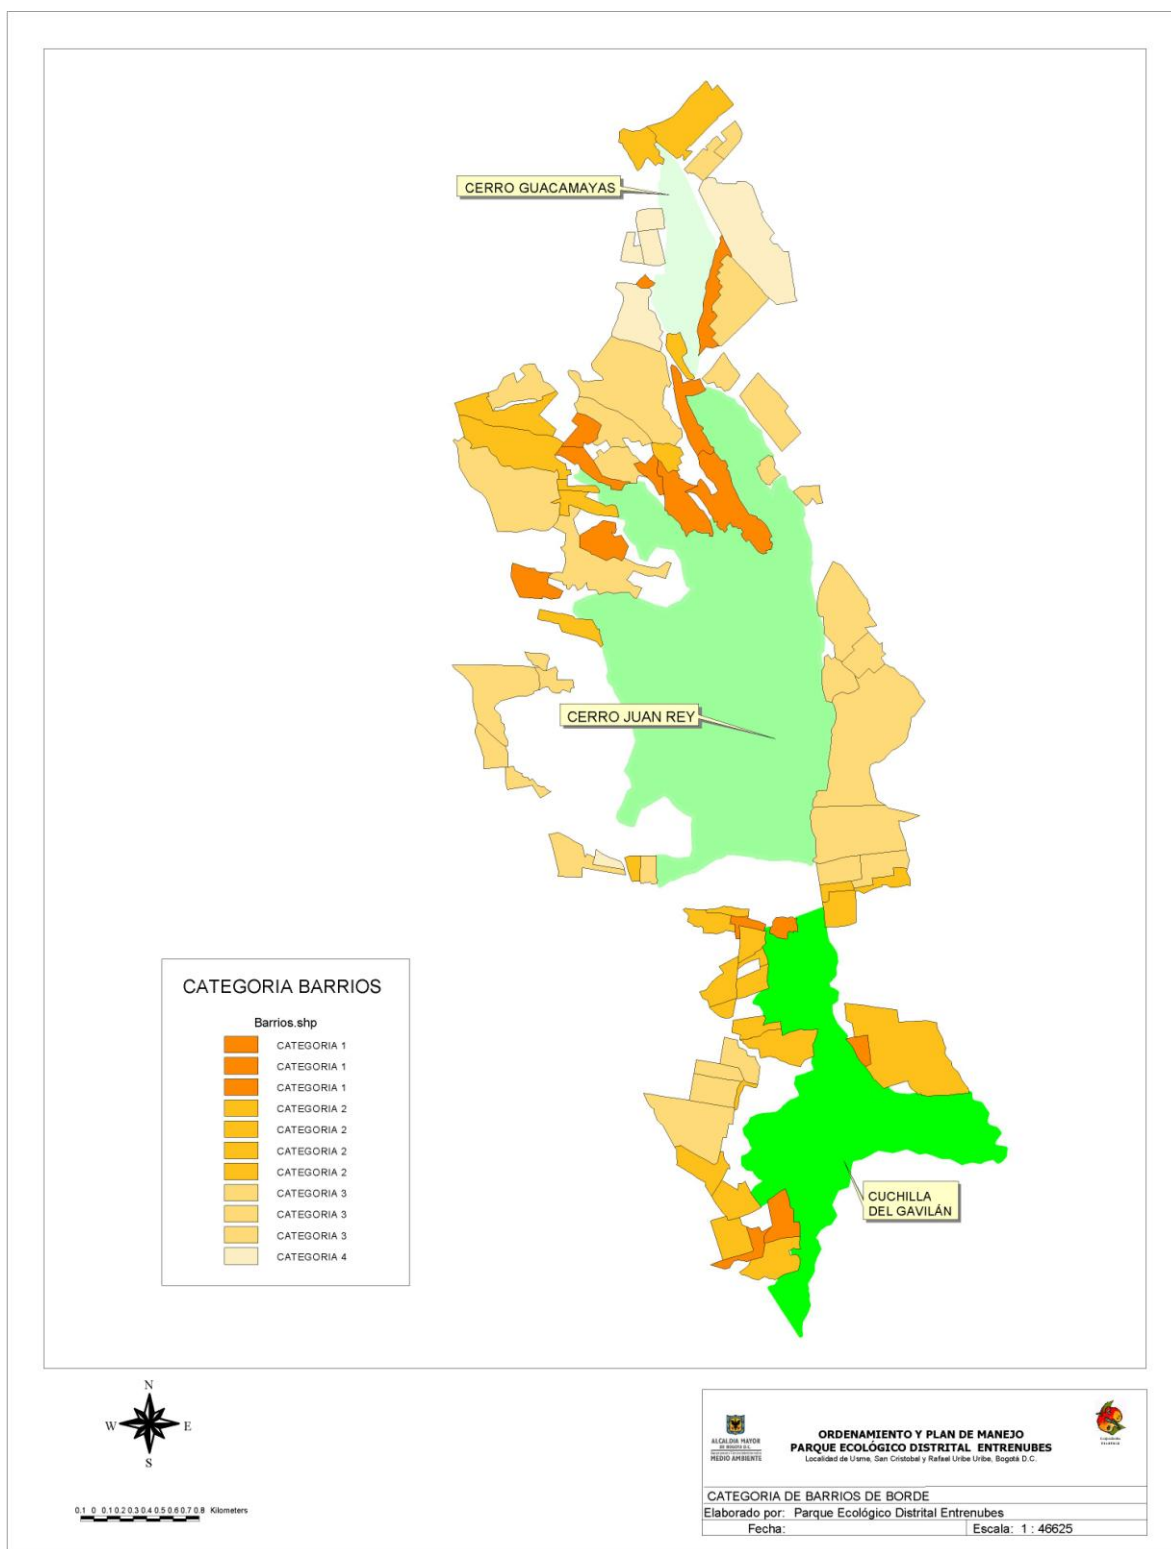 CERRO GUACAMAYAS
CERRO JUAN REY
CUCHILLA
DEL GAVILÁN
CATEGORIA BARRIOS
Barrios.shp
CATEGORIA 1
CATEGORIA 1
CATEGORIA 1
CATEGORIA 2
CATEGORIA 2
CATEGORIA 2
CATEGORIA 2
CATEGORIA 3
CATEGORIA 3
CATEGORIA 3
CATEGORIA 4
N
W E
S
0.1 0 0.1 0.2 0.3 0.4 0.5 0.6 0.7 0.8 Kilometers
ALCALDIA MAYOR
DE BOGOTÁ D.C.
MEDIO AMBIENTE
ORDENAMIENTO Y PLAN DE MANEJO
PARQUE ECOLÓGICO DISTRITAL ENTRENUBES
Localidad de Usme, San Cristobal y Rafael Uribe Uribe, Bogotá D.C.
CATEGORIA DE BARRIOS DE BORDE
Elaborado por: Parque Ecológico Distrital Entrenubes
Fecha: Escala: 1 : 46625